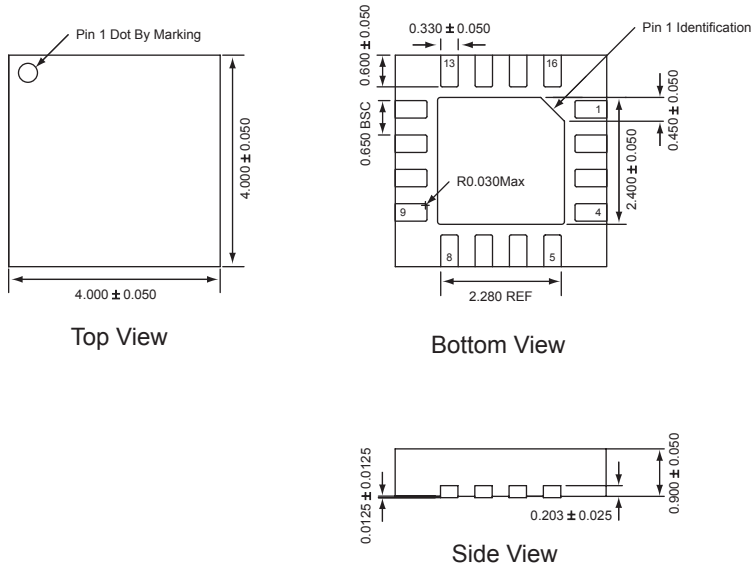 Pin 1 Dot By Marking
4.000 ± 0.050
4.000 ± 0.050
Top View
0.600 ± 0.050
0.330 ± 0.050
Pin 1 Identification
13
16
0.650 BSC
1
0.450 ± 0.050
2.400 ± 0.050
R0.030Max
9
4
8
5
2.280 REF
Bottom View
0.0125 ± 0.0125
0.203 ± 0.025
0.900 ± 0.050
Side View